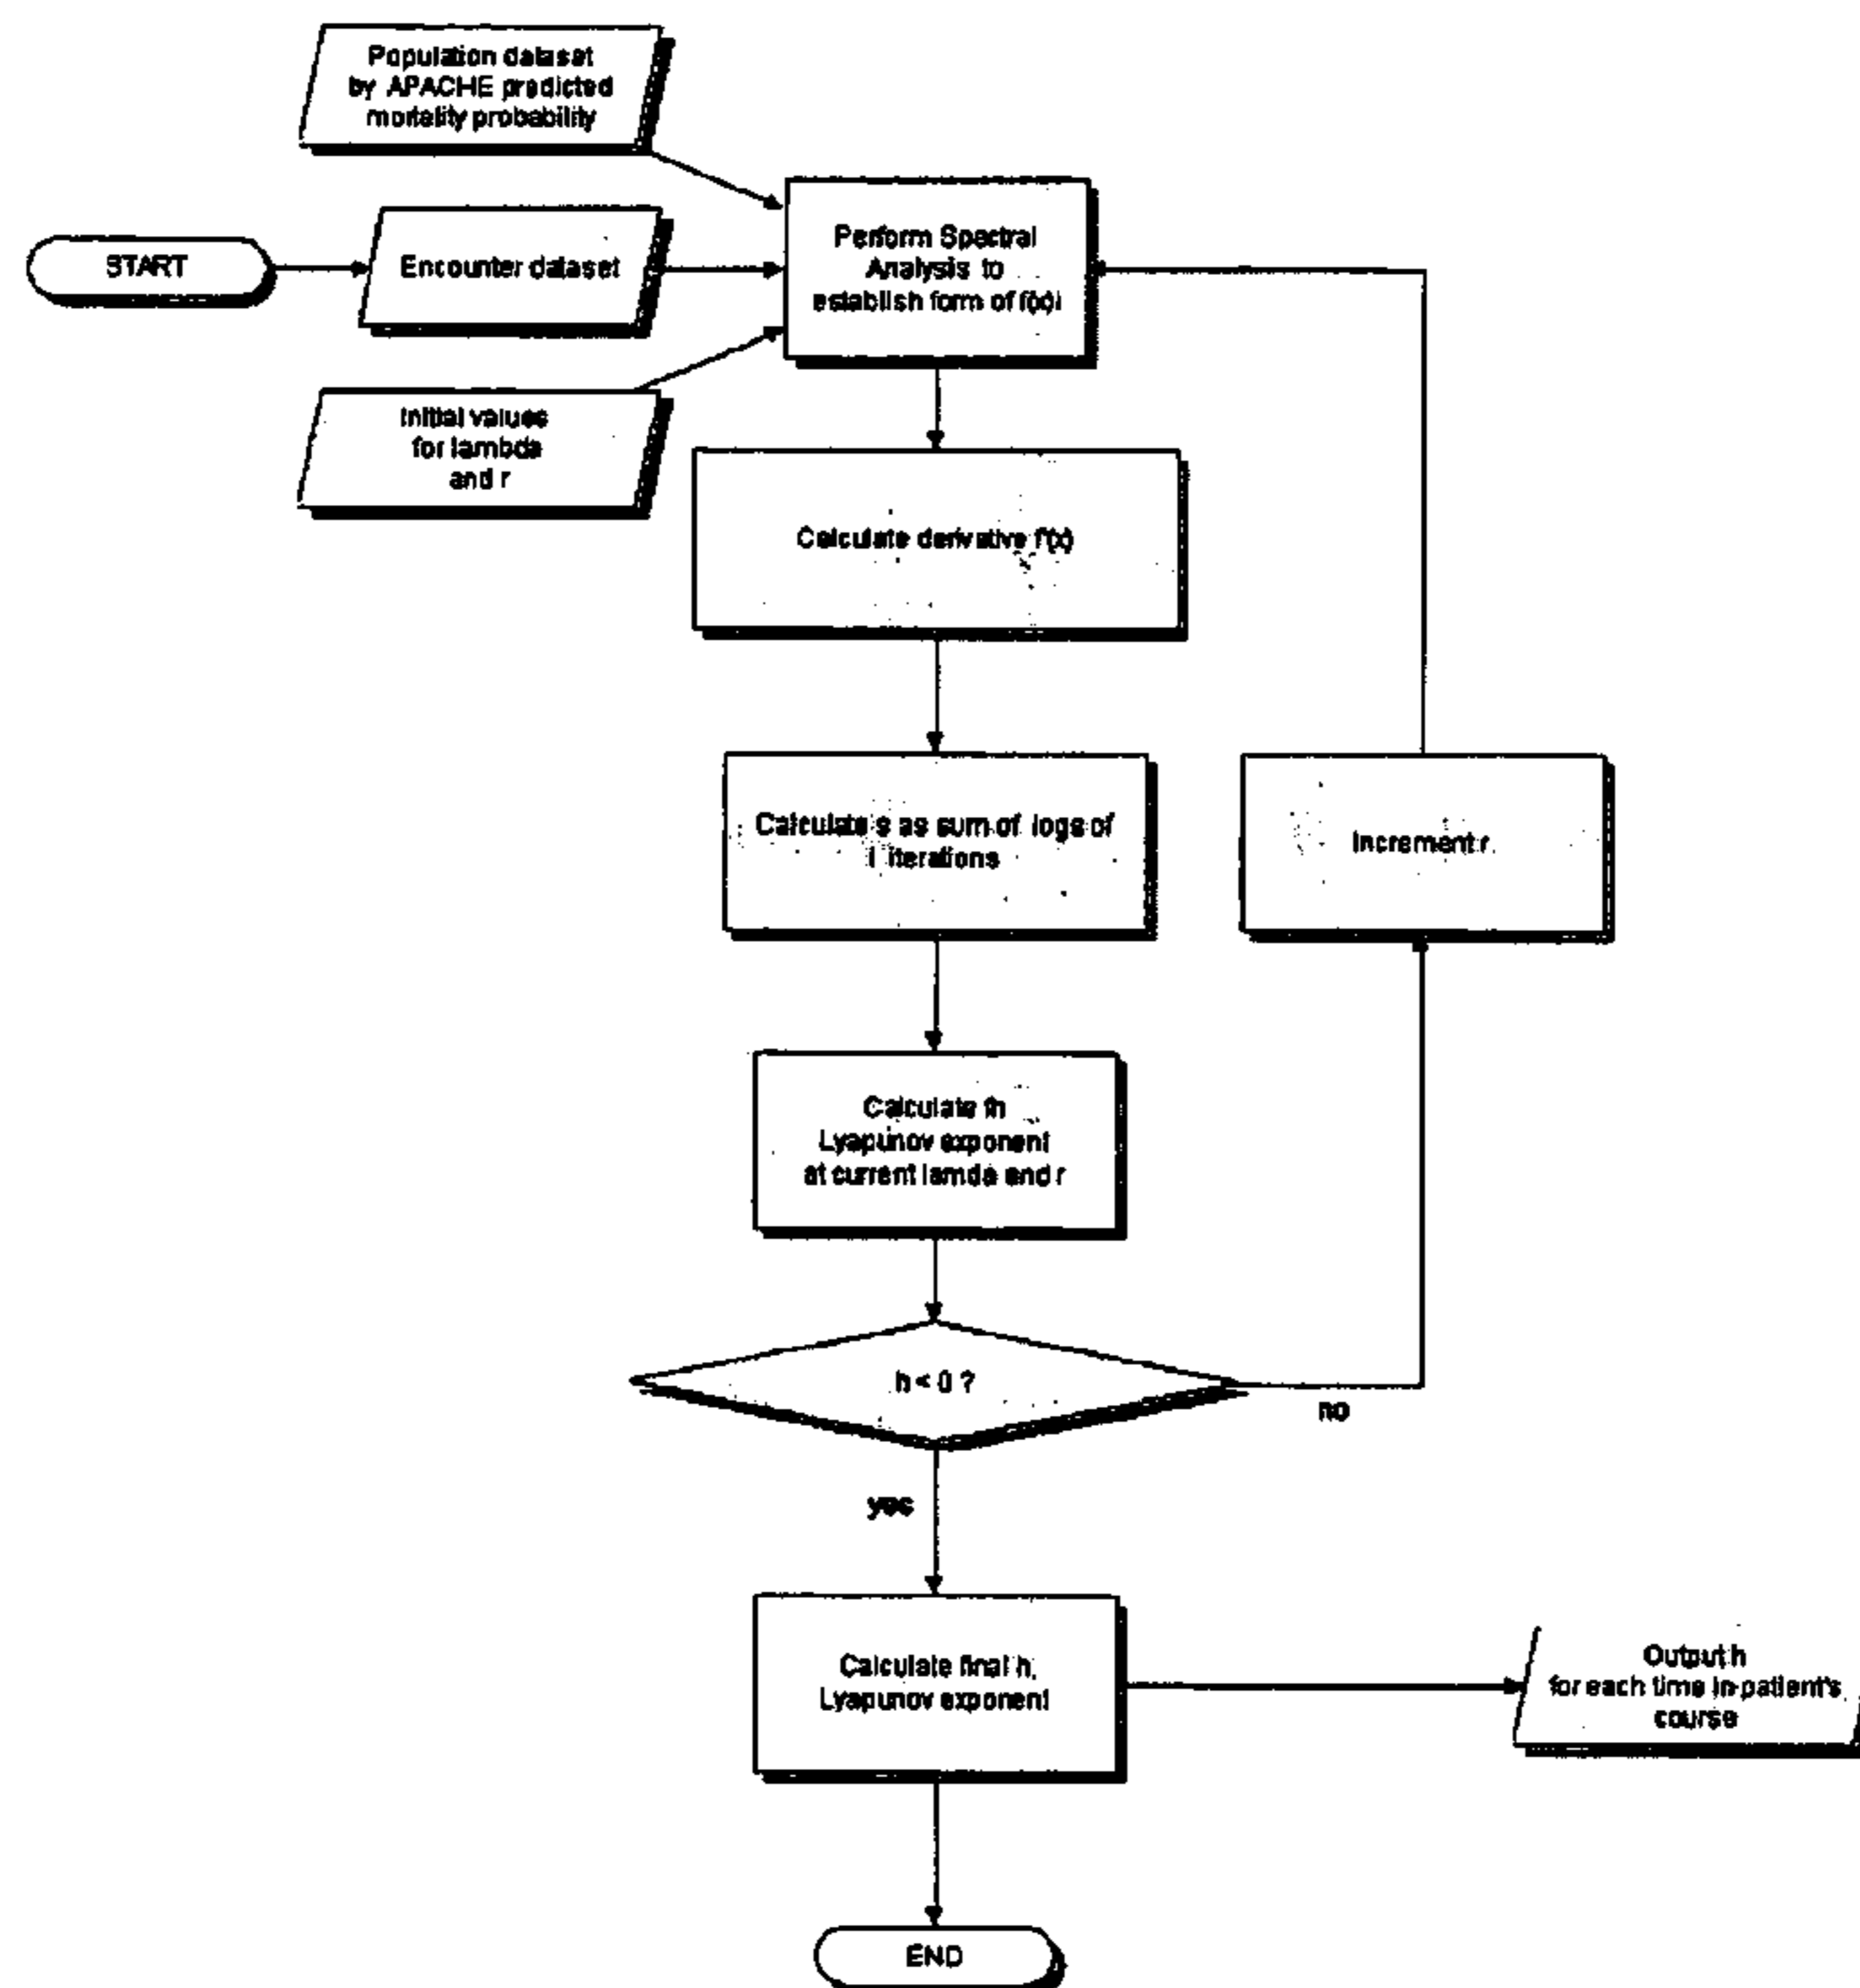 Population dataset
by APACHE predicted
mortality probability
START
Encounter dataset
Perform Spectral
Analysis to
establish form of f(x)
Initial values
for lambda
and r
Calculate derivative f'(x)
Calculate s as sum of logs of
iterations
Increment r
Calculate
Lyapunov exponent
at current lamda and r
h < 0 ?
no
yes
Calculate final h,
Lyapunov exponent
Output h
for each time in patient's
course
END